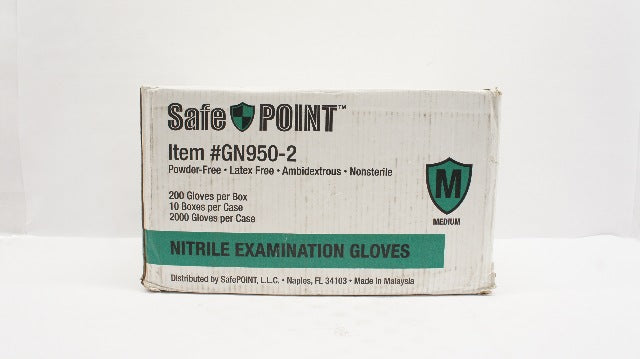 Safe POINT™
Item #GN950-2
Powder-Free • Latex Free • Ambidextrous • Nonsterile
200 Gloves per Box
10 Boxes per Case
2000 Gloves per Case
M
MEDIUM
NITRILE EXAMINATION GLOVES
Distributed by SafePOINT, L.L.C. • Naples, FL 34103 • Made in Malaysia